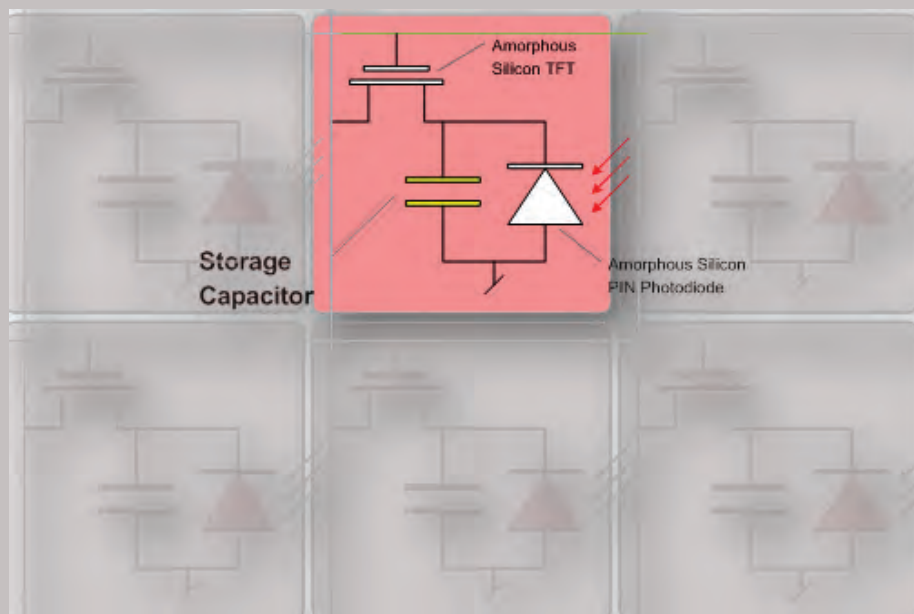 Amorphous
Silicon TFT
Storage
Capacitor
Amorphous Silicon
PIN Photodiode